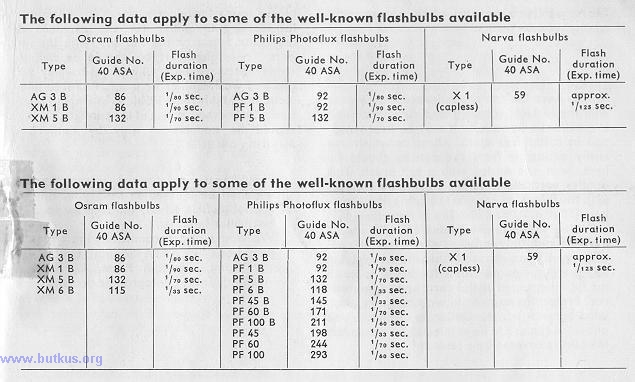 The following data apply to some of the well-known flashbulbs available
Osram flashbulbs Philips Photoflux flashbulbs Narva flashbulbs
Type Guide No. 40 ASA Flash duration (Exp. time) Type Guide No. 40 ASA Flash duration (Exp. time) Type Guide No. 40 ASA Flash duration (Exp. time)
AG 3 B 86 1/80 sec. AG 3 B 92 1/80 sec. X 1 59 approx.
XM 1 B 86 1/90 sec. PF 1 B 92 1/90 sec. (capless) 1/125 sec.
XM 5 B 132 1/70 sec. PF 5 B 132 1/70 sec.
The following data apply to some of the well-known flashbulbs available
Osram flashbulbs Philips Photoflux flashbulbs Narva flashbulbs
Type Guide No. 40 ASA Flash duration (Exp. time) Type Guide No. 40 ASA Flash duration (Exp. time) Type Guide No. 40 ASA Flash duration (Exp. time)
AG 3 B 86 1/80 sec. AG 3 B 92 1/80 sec. X 1 59 approx.
XM 1 B 86 1/90 sec. PF 1 B 92 1/90 sec. (capless) 1/125 sec.
XM 5 B 132 1/70 sec. PF 5 B 132 1/70 sec.
XM 6 B 115 1/33 sec. PF 6 B 118 1/33 sec.
PF 45 B 145 1/33 sec.
PF 60 B 171 1/70 sec.
PF 100 B 211 1/60 sec.
PF 45 198 1/33 sec.
PF 60 244 1/70 sec.
PF 100 293 1/60 sec.
www.butkus.org